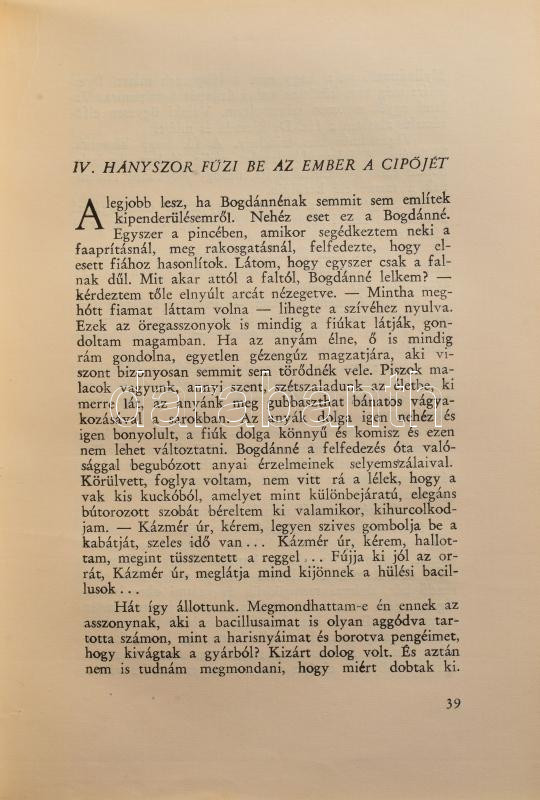 IV. HÁNYSZOR FŰZI BE AZ EMBER A CIPŐJÉT
A legjobb lesz, ha Bogdánnénak semmit sem említek
kipenderülésemről. Nehéz eset ez a Bogdánné.
Egyszer a pincében, amikor segédkeztem neki a
faaprításnál, meg rakosgatásnál, felfedezte, hogy el-
esett fiához hasonlítok. Látom, hogy egyszer csak a fal-
nak dűl. Mit akar attól a faltól, Bogdánné lelkem? —
kérdeztem tőle elnyúlt arcát nézegetve. — Mintha meg-
hótt fiamat láttam volna — lihegte a szívéhez nyulva.
Ezek az öregasszonyok is mindig a fiúkat látják, gon-
doltam magamban. Ha az anyám élne, ő is mindig
rám gondolna, egyetlen gézengúz magzatjára, aki vi-
szont bizonyosan semmit sem törődnék vele. Piszok ma-
lacok vagyunk, annyi szent, szétszaladunk az életbe, ki
merre lát, az anyánk meg gubbaszthat bánatos vágya-
kozásával a sarokban. Az anyák dolga igen nehéz és
igen bonyolult, a fiúk dolga könnyű és komisz és ezen
nem lehet változtatni. Bogdánné a felfedezés óta való-
sággal begubózott anyai érzelmeinek selyemszálaival.
Körülvett, foglya voltam, nem vitt rá a lélek, hogy a
vak kis kuckóból, amelyet mint különbejáratú, elegáns
bútorozott szobát béreltem ki valamikor, kihurcolkod-
jam. — Kázmér úr, kérem, legyen szives gombolja be a
kabátját, szeles idő van... Kázmér úr, kérem, hallot-
tam, megint tüsszentett a reggel... Fújja ki jól az or-
rát, Kázmér úr, meglátja mind kijönnek a hülési bacil-
lusok...
Hát így állottunk. Megmondhattam-e én ennek az
asszonynak, aki a bacillusaimat is olyan aggódva tar-
totta számon, mint a harisnyáimat és borotva pengéimet,
hogy kivágtak a gyárból? Kizárt dolog volt. És aztán
nem is tudnám megmondani, hogy miért dobtak ki.
39
darabanth